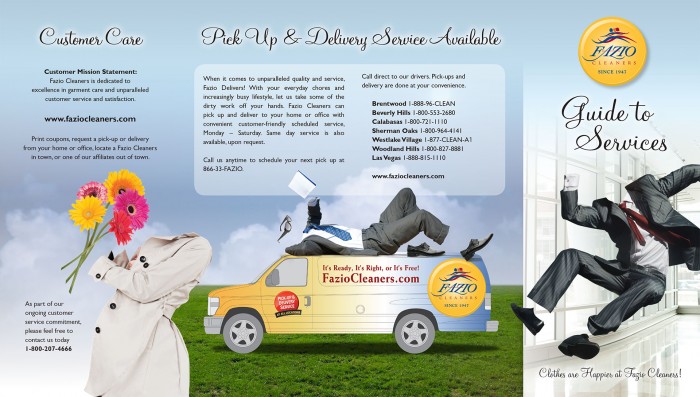 Customer Care
Customer Mission Statement:
Fazio Cleaners is dedicated to
excellence in garment care and unparalleled
customer service and satisfaction.
www.faziocleaners.com
Print coupons, request a pick-up or delivery
from your home or office, locate a Fazio Cleaners
in town, or one of our affiliates out of town.
As part of our
ongoing customer
service commitment,
please feel free to
contact us today
1-800-207-4666
Pick Up & Delivery Service Available
When it comes to unparalleled quality and service,
Fazio Delivers! With your everyday chores and
increasingly busy lifestyle, let us take some of the
dirty work off your hands. Fazio Cleaners can
pick up and deliver to your home or office with
convenient customer-friendly scheduled service,
Monday – Saturday. Same day service is also
available, upon request.
Call us anytime to schedule your next pick up at
866-33-FAZIO.
Call direct to our drivers. Pick-ups and
delivery are done at your convenience.
Brentwood 1-888-96-CLEAN
Beverly Hills 1-800-553-2680
Calabasas 1-800-721-1110
Sherman Oaks 1-800-964-4141
Westlake Village 1-877-CLEAN-A1
Woodland Hills 1-800-827-8881
Las Vegas 1-888-815-1110
www.faziocleaners.com
It's Ready, It's Right, or It's Free!
FazioCleaners.com
FAZIO
CLEANERS
SINCE 1947
FAZIO
CLEANERS
SINCE 1947
Guide to
Services
Clothes are Happier at Fazio Cleaners!